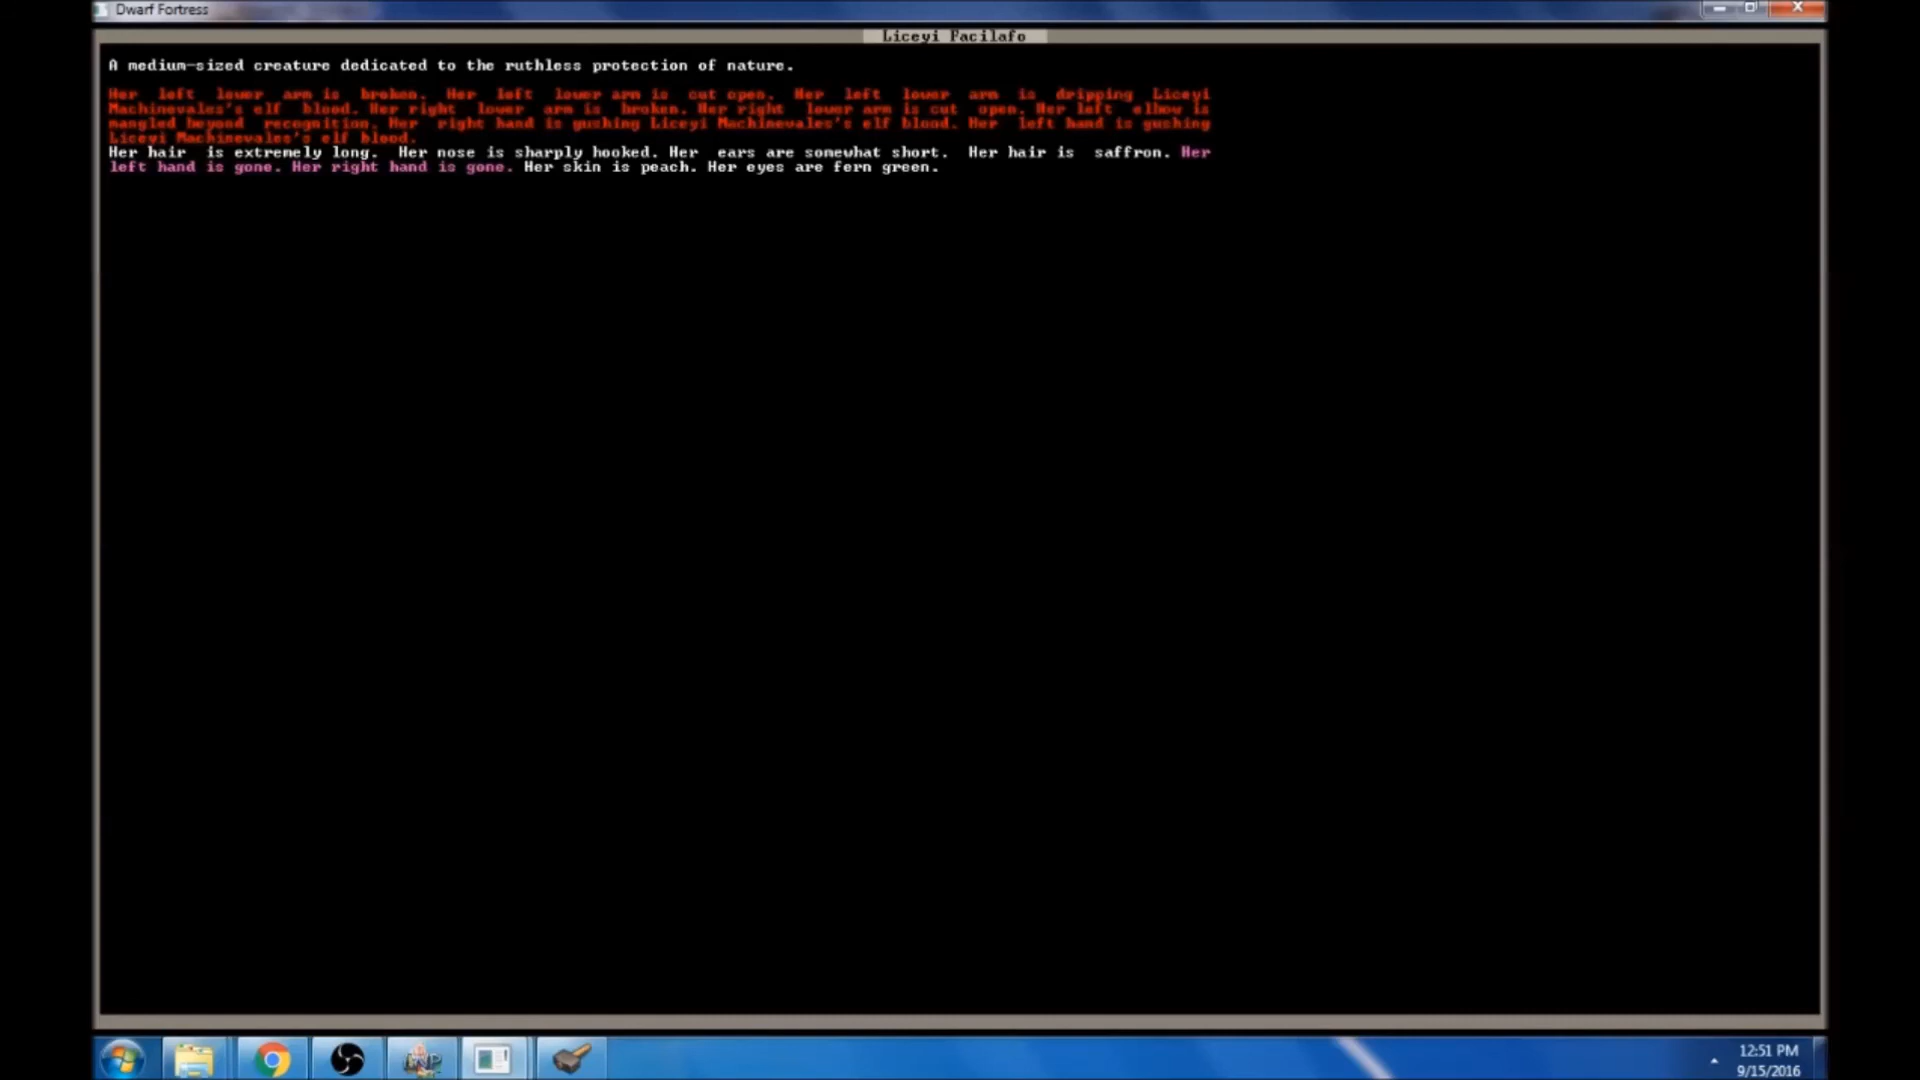 Dwarf Fortress
Liceyi Facilafo
A medium-sized creature dedicated to the ruthless protection of nature.
Her left lower arm is broken. Her left lower arm is cut open. Her left lower arm is dripping Liceyi
Machinevales's elf blood. Her right lower arm is broken. Her right lower arm is cut open. Her left elbow is
mangled beyond recognition. Her right hand is gushing Liceyi Machinevales's elf blood. Her left hand is gushing
Liceyi Machinevales's elf blood.
Her hair is extremely long. Her nose is sharply hooked. Her ears are somewhat short. Her hair is saffron. Her
left hand is gone. Her right hand is gone. Her skin is peach. Her eyes are fern green.
12:51 PM
9/15/2016